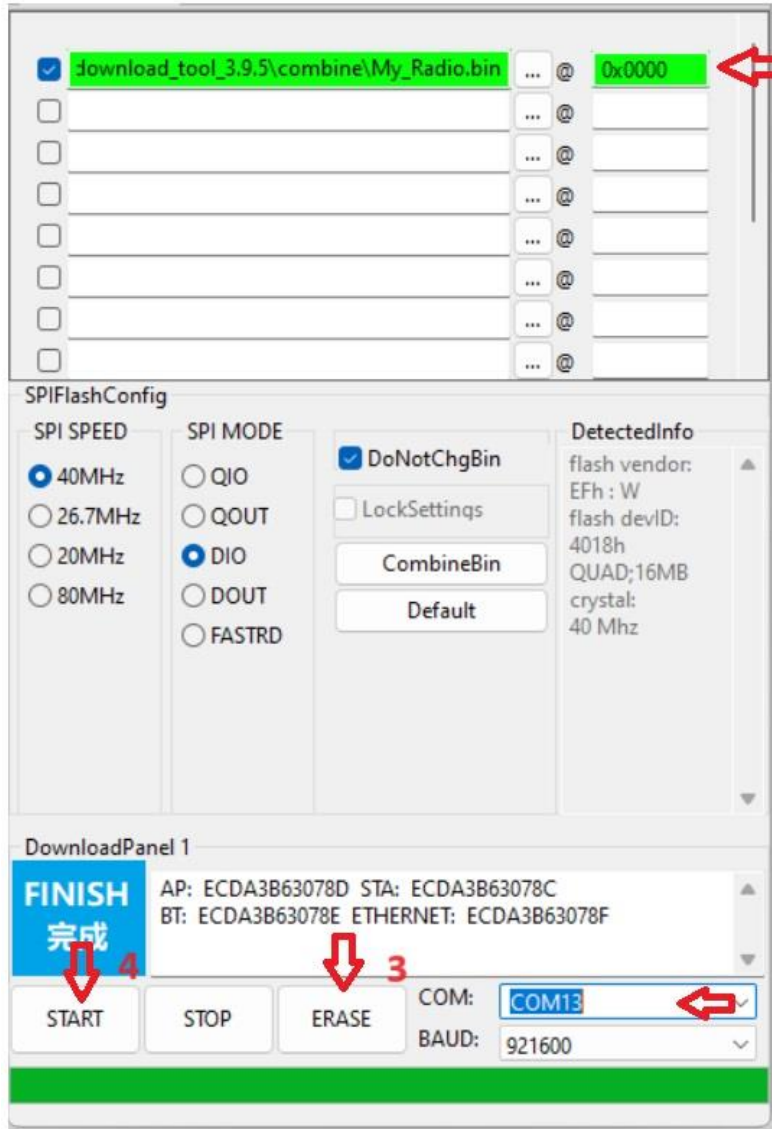 download_tool_3.9.5\combine\My_Radio.bin ... @ 0x0000
... @
... @
... @
... @
... @
... @
... @
SPIFlashConfig
SPI SPEED
40MHz
26.7MHz
20MHz
80MHz
SPI MODE
QIO
QOUT
DIO
DOUT
FASTRD
DoNotChgBin
LockSettings
CombineBin
Default
DetectedInfo
flash vendor:
EFh : W
flash devID:
4018h
QUAD;16MB
crystal:
40 Mhz
DownloadPanel 1
FINISH
完成
AP: ECDA3B63078D STA: ECDA3B63078C
BT: ECDA3B63078E ETHERNET: ECDA3B63078F
4
3
START
STOP
ERASE
COM: COM13
BAUD: 921600